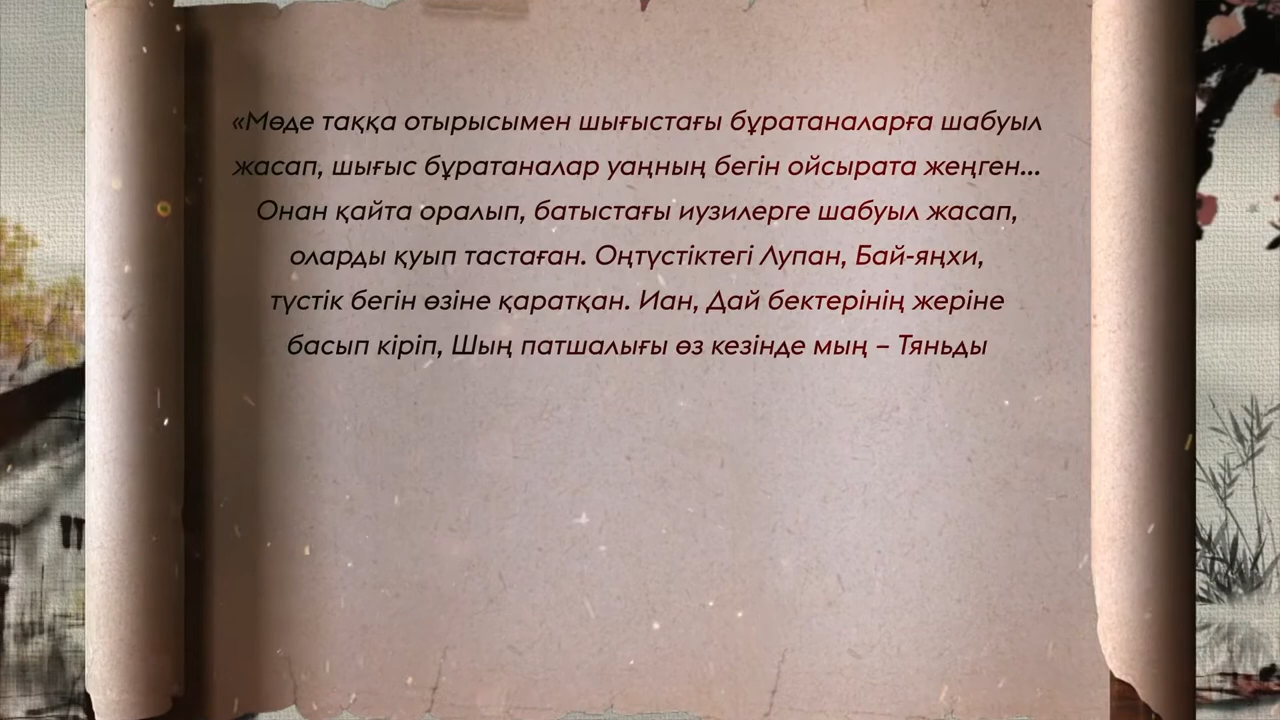 «Мөде таққа отырысымен шығыстағы бұратаналарға шабуыл
жасап, шығыс бұратаналар уаңның бегін ойсырата жеңген...
Онан қайта оралып, батыстағы иузилерге шабуыл жасап,
оларды қуып тастаған. Оңтүстіктегі Лупан, Бай-яңхи,
түстік бегін өзіне қаратқан. Иан, Дай бектерінің жеріне
басып кіріп, Шың патшалығы өз кезінде мың – Тяньды